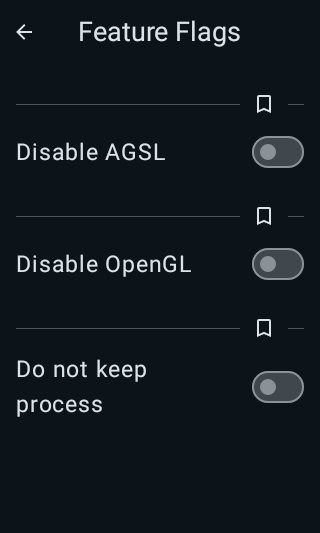 Feature Flags
Disable AGSL
Disable OpenGL
Do not keep
process